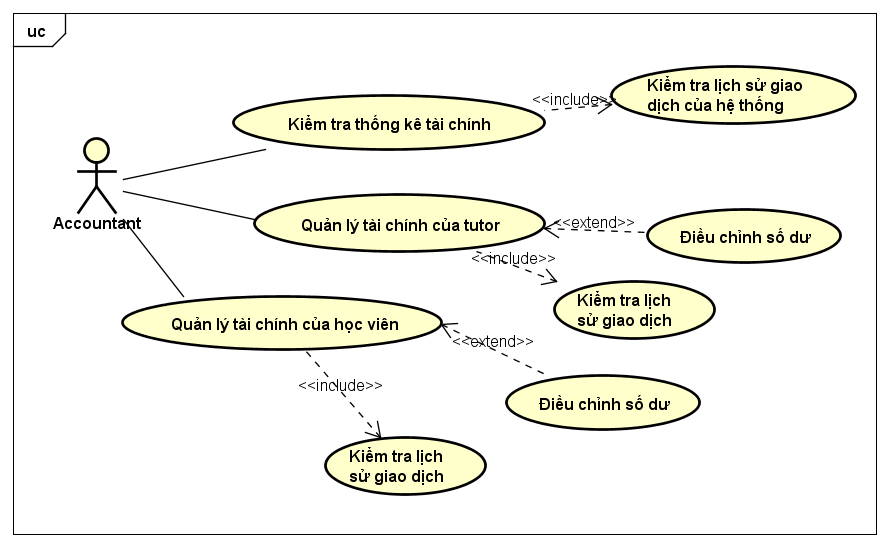 uc
Kiểm tra lịch sử giao
dịch của hệ thống
<<include>>
Kiểm tra thống kê tài chính
Accountant
Quản lý tài chính của tutor
<<extend>>
Điều chỉnh số dư
<<include>>
Kiểm tra lịch
sử giao dịch
Quản lý tài chính của học viên
<<extend>>
<<include>>
Điều chỉnh số dư
Kiểm tra lịch
sử giao dịch